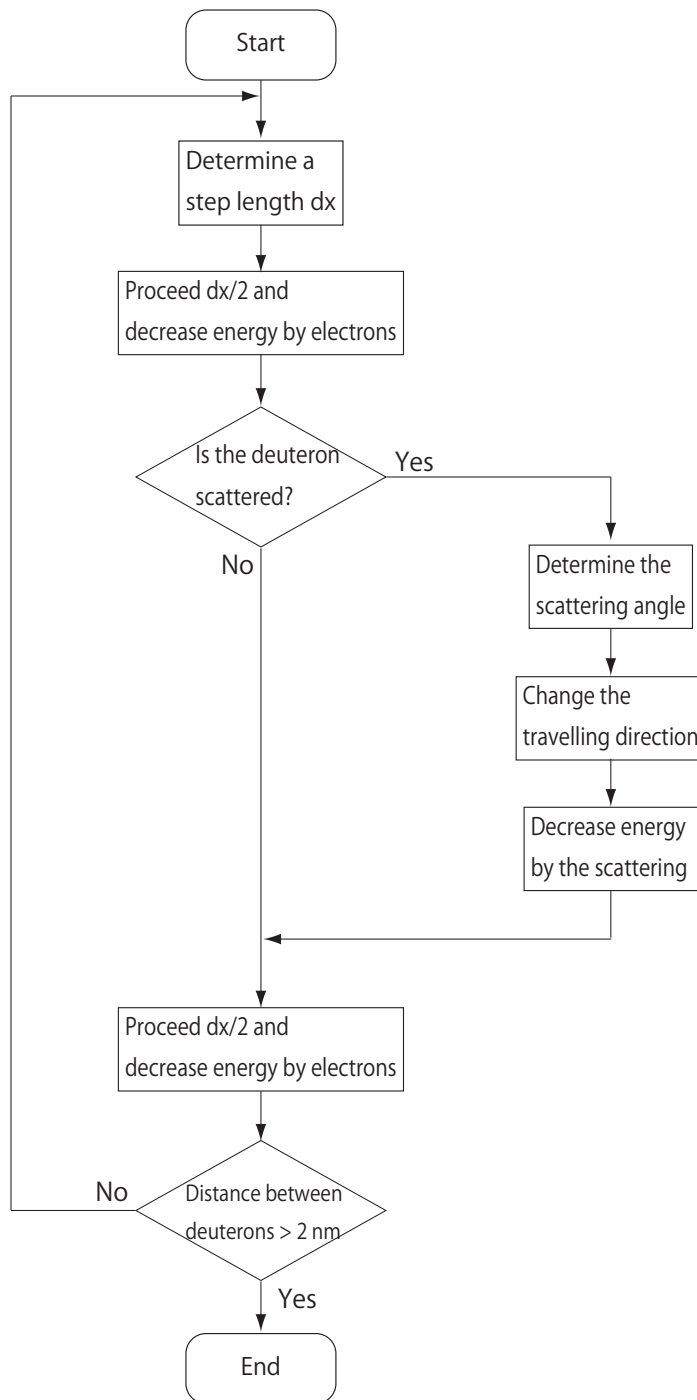 Start
Determine a
step length dx
Proceed dx/2 and
decrease energy by electrons
Is the deuteron
scattered?
Yes
No
Determine the
scattering angle
Change the
travelling direction
Decrease energy
by the scattering
Proceed dx/2 and
decrease energy by electrons
No
Distance between
deuterons > 2 nm
Yes
End